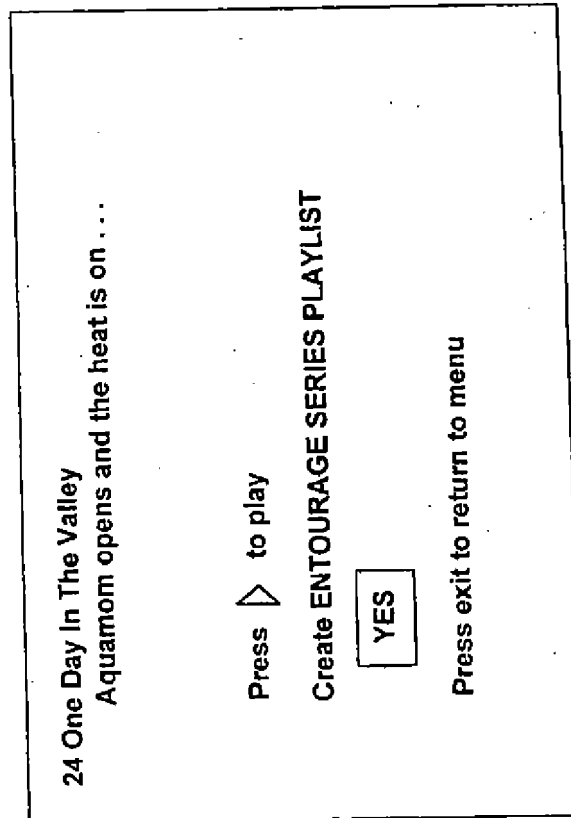 24 One Day In The Valley
Aquamom opens and the heat is on . . .
Press ▷ to play
Create ENTOURAGE SERIES PLAYLIST
YES
Press exit to return to menu